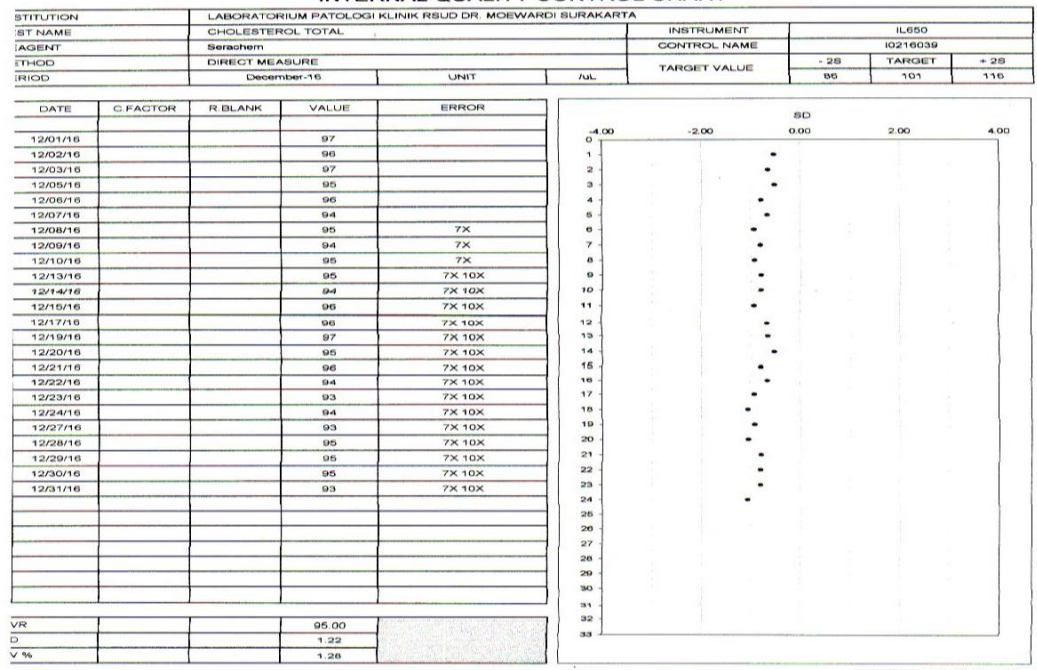 STITUTION LABORATORIUM PATOLOGI KLINIK RSUD DR. MOEWARDI SURAKARTA
ST NAME CHOLESTEROL TOTAL INSTRUMENT IL650
AGENT Serachem CONTROL NAME I0216039
THOD DIRECT MEASURE TARGET VALUE - 2S TARGET + 2S
RIOD December-16 UNIT /uL 86 101 116
DATE C.FACTOR R.BLANK VALUE ERROR
12/01/16 97
12/02/16 96
12/03/16 97
12/05/16 95
12/06/16 96
12/07/16 94
12/08/16 95 7X
12/09/16 94 7X
12/10/16 95 7X
12/13/16 95 7X 10X
12/14/16 94 7X 10X
12/15/16 96 7X 10X
12/17/16 96 7X 10X
12/19/16 97 7X 10X
12/20/16 95 7X 10X
12/21/16 96 7X 10X
12/22/16 94 7X 10X
12/23/16 93 7X 10X
12/24/16 94 7X 10X
12/27/16 93 7X 10X
12/28/16 95 7X 10X
12/29/16 95 7X 10X
12/30/16 95 7X 10X
12/31/16 93 7X 10X
VR 95.00
D 1.22
V % 1.28
SD
-4.00 -2.00 0.00 2.00 4.00
0
1
2
3
4
5
6
7
8
9
10
11
12
13
14
15
16
17
18
19
20
21
22
23
24
25
26
27
28
29
30
31
32
33